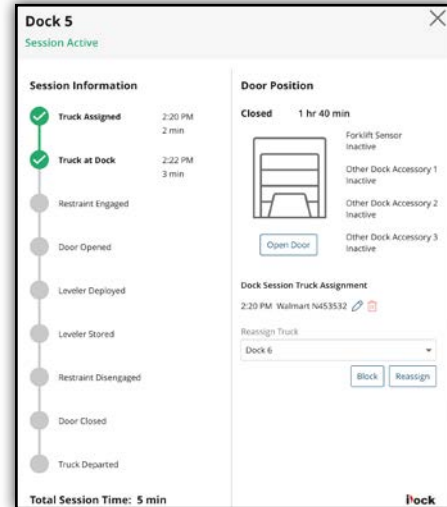 Dock 5
Session Active
Session Information
Truck Assigned 2:20 PM
2 min
Truck at Dock 2:22 PM
3 min
Restraint Engaged
Door Opened
Leveler Deployed
Leveler Stored
Restraint Disengaged
Door Closed
Truck Departed
Total Session Time: 5 min
Door Position
Closed 1 hr 40 min
Forklift Sensor
Inactive
Other Dock Accessory 1
Inactive
Other Dock Accessory 2
Inactive
Other Dock Accessory 3
Inactive
Open Door
Dock Session Truck Assignment
2:20 PM Walmart N453532
Reassign Truck
Dock 6
Block Reassign
iDock